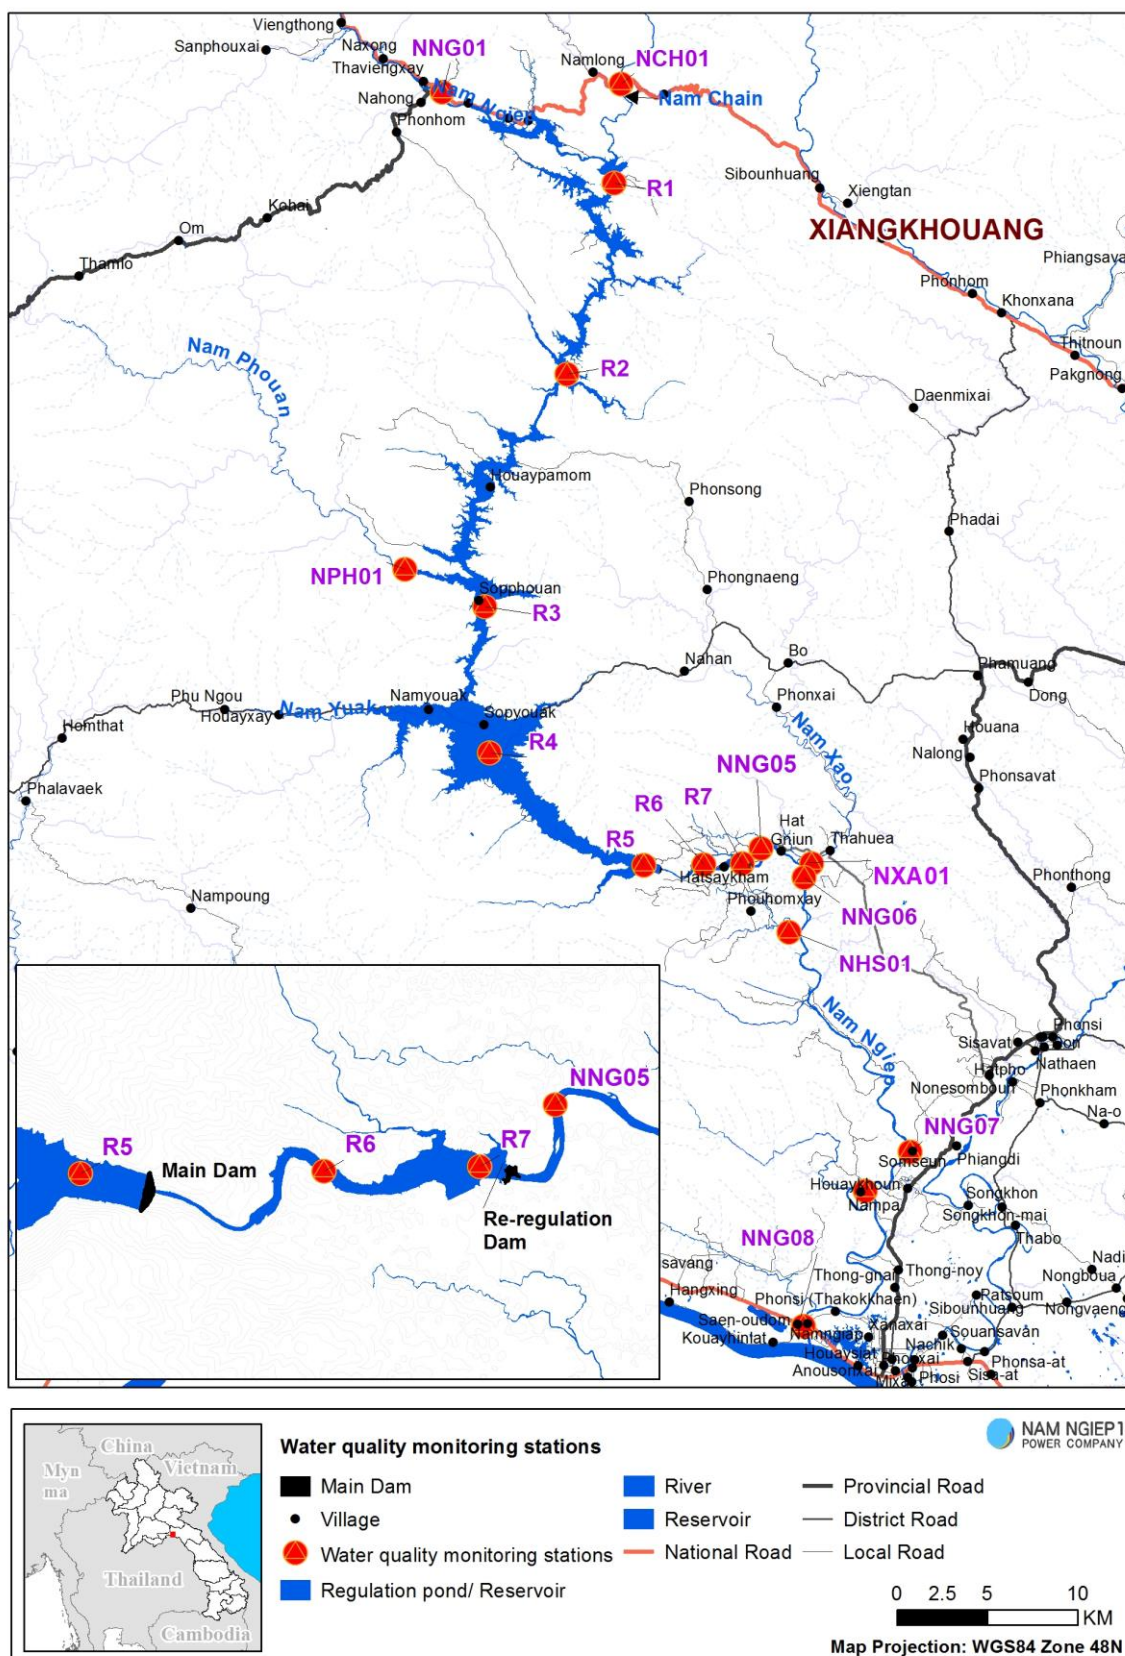 Viengthong
Sanphouxai
Naxong
Thaviengxay
NNG01
Namlong
NCH01
Nam Ngiep
Nam Chain
Nahong
Phonhom
R1
Sibounhuang
Xiengtan
Kohai
Om
XIANGKHOUANG
Thamlo
Phiangsava
Phonhom
Khonxana
Nam Phouan
R2
Thitnoun
Pakgnong
Daenmixai
Houaypamom
Phonsong
Phadai
NPH01
Sopphouan
R3
Phongnaeng
Nahan
Bo
Phamuang
Dong
Phu Ngou
Houayxay
Nam Yuak
Namyouak
Sopyouak
Phonxai
Homthat
R4
Nam Xao
Houana
Nalong
NNG05
Phonsavat
Phalavaek
R6
R7
R5
Hat
Gniun
Thahuea
Hatsaykham
NXA01
Phouhomxay
Phonthong
Nampoung
NNG06
NHS01
Nam Ngiep
Phonsi
Sisavat
Nathaen
Hatpho
Nonesomboun
Phonkham
Na-o
NNG07
Somseun
Phiangdi
Houaykhoun
Nampa
Songkhon
Songkhon-mai
Thabo
NNG08
savang
Nadi
Thong-gnai
Thong-noy
Nongboua
Hangxing
Phonsi (Thakokkhaen)
Patsoum
Sibounhuang
Nongvaeng
Saen-oudom
Namngiap
Xanaxai
Souansavan
Kouayhintat
Nachik
Houaysiat
Phonxai
Phonsa-at
Anousonxai
Sisa-at
Mixai
Phosi
NNG05
R5
R6
R7
Main Dam
Re-regulation
Dam
China
Myn
ma
Vietnam
Thailand
Cambodia
Water quality monitoring stations
Main Dam
Village
Water quality monitoring stations
Regulation pond/ Reservoir
River
Reservoir
National Road
Provincial Road
District Road
Local Road
NAM NGIEP 1
POWER COMPANY
0 2.5 5 10
KM
Map Projection: WGS84 Zone 48N